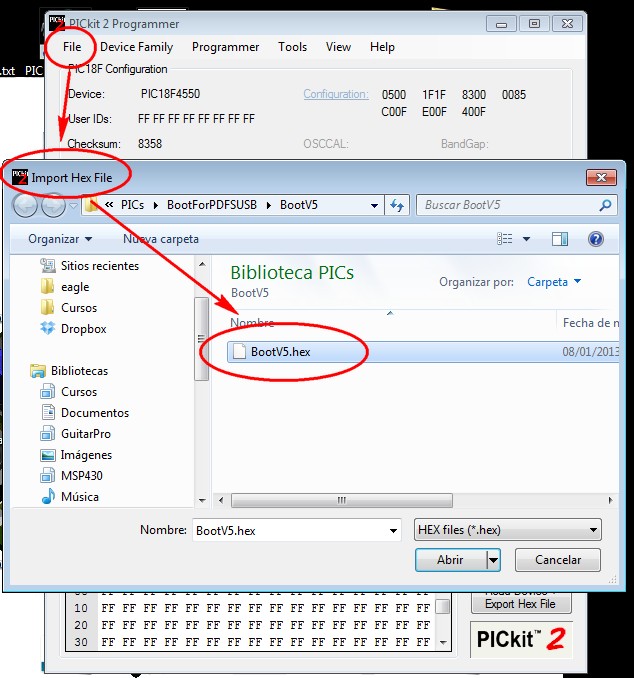 .txt PIC
PICkit 2 Programmer
File Device Family Programmer Tools View Help
PIC18F Configuration
Device: PIC18F4550 Configuration: 0500 1F1F 8300 0085
C00F E00F 400F
User IDs: FF FF FF FF FF FF FF FF
Checksum: 8358 OSCCAL: BandGap:
Import Hex File
« PICs BootForPDFSUSB BootV5 Buscar BootV5
Organizar Nueva carpeta
Sitios recientes
eagle
Cursos
Dropbox
Bibliotecas
Cursos
Documentos
GuitarPro
Imágenes
MSP430
Música
Biblioteca PICs
BootV5
Organizar por: Carpeta
Nombre Fecha de
BootV5.hex 08/01/2013
Nombre: BootV5.hex HEX files (*.hex)
Abrir Cancelar
10 FF FF FF FF FF FF FF FF FF FF FF FF FF FF FF FF
20 FF FF FF FF FF FF FF FF FF FF FF FF FF FF FF FF
30 FF FF FF FF FF FF FF FF FF FF FF FF FF FF FF FF
Export Hex File
PICkit™ 2